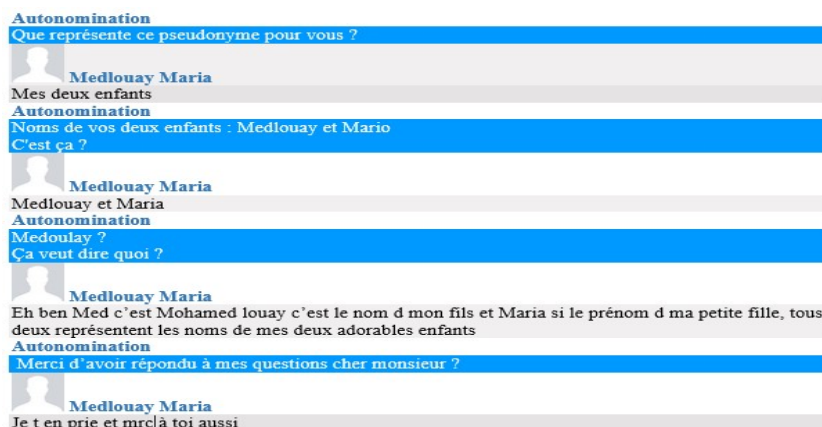 Autonomination
Que représente ce pseudonyme pour vous ?
Medlouay Maria
Mes deux enfants
Autonomination
Noms de vos deux enfants : Medlouay et Mario
C'est ça ?
Medlouay Maria
Medlouay et Maria
Autonomination
Medoulay ?
Ça veut dire quoi ?
Medlouay Maria
Eh ben Med c'est Mohamed louay c'est le nom d mon fils et Maria si le prénom d ma petite fille, tous
deux représentent les noms de mes deux adorables enfants
Autonomination
Merci d'avoir répondu à mes questions cher monsieur ?
Medlouay Maria
Je t en prie et mrc à toi aussi